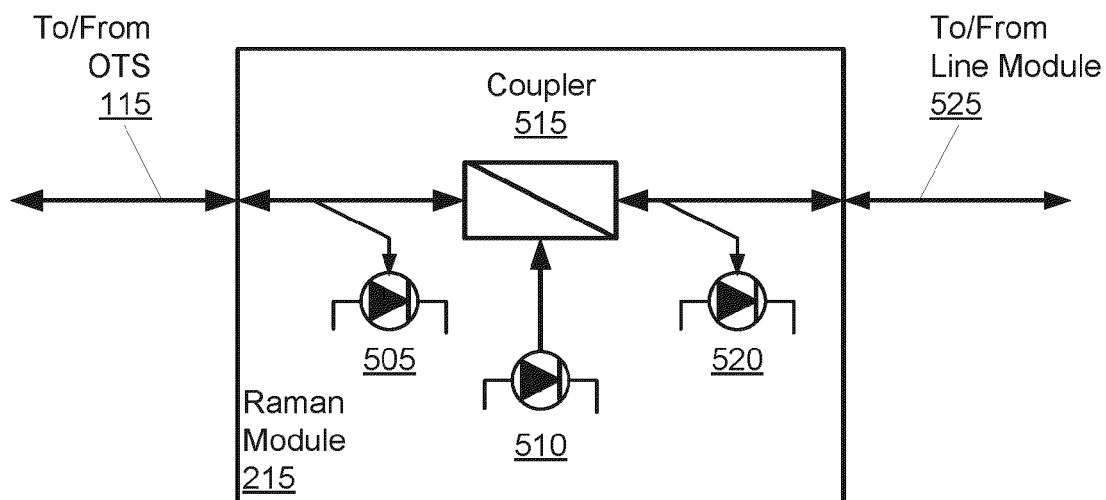 To/From
OTS
115
To/From
Line Module
525
Coupler
515
505
520
510
Raman
Module
215